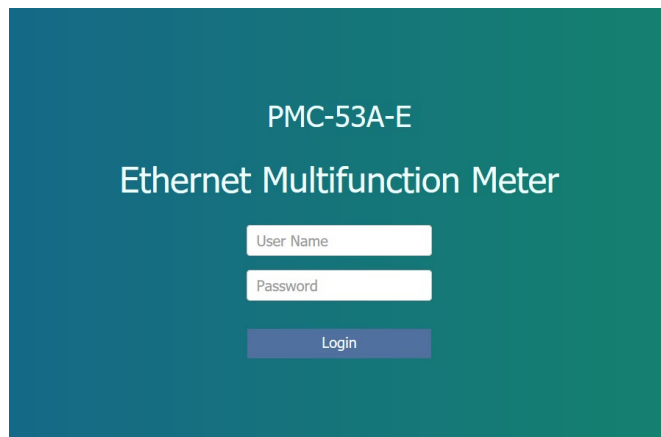 PMC-53A-E
Ethernet Multifunction Meter
User Name
Password
Login